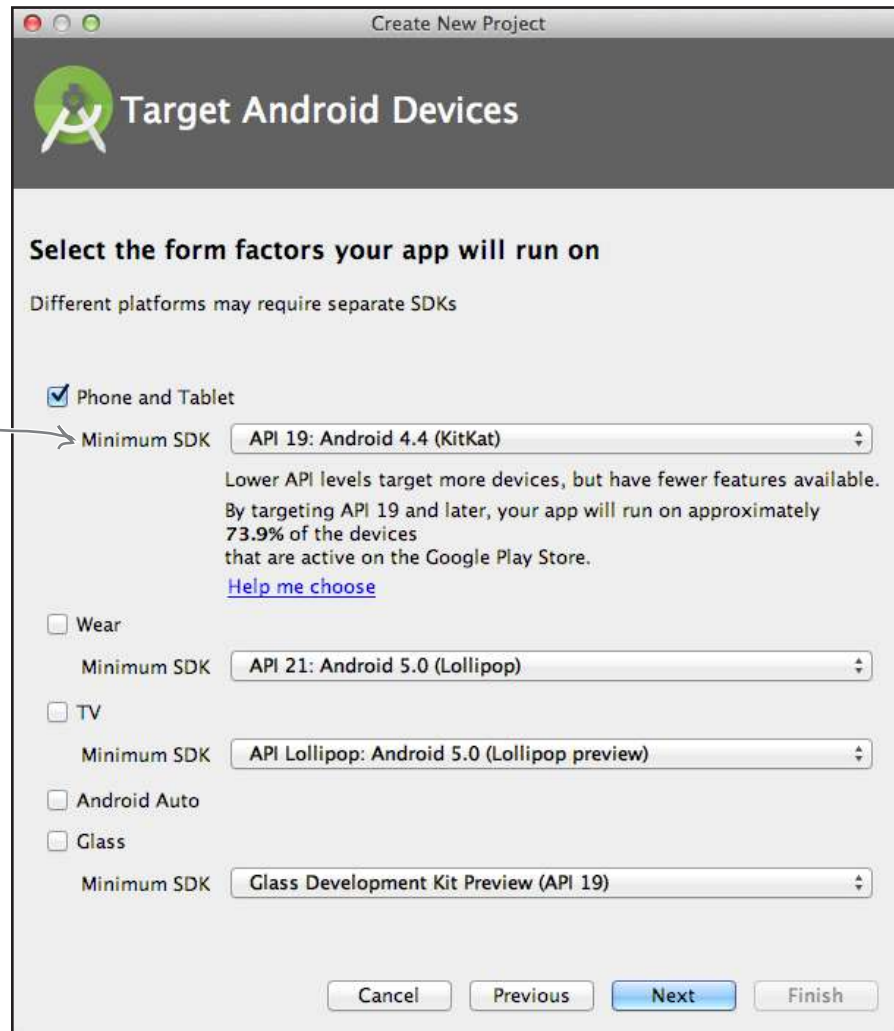 Create New Project
Target Android Devices
Select the form factors your app will run on
Different platforms may require separate SDKs
Phone and Tablet
Minimum SDK API 19: Android 4.4 (KitKat)
Lower API levels target more devices, but have fewer features available.
By targeting API 19 and later, your app will run on approximately
73.9% of the devices
that are active on the Google Play Store.
Help me choose
Wear
Minimum SDK API 21: Android 5.0 (Lollipop)
TV
Minimum SDK API Lollipop: Android 5.0 (Lollipop preview)
Android Auto
Glass
Minimum SDK Glass Development Kit Preview (API 19)
Cancel Previous Next Finish